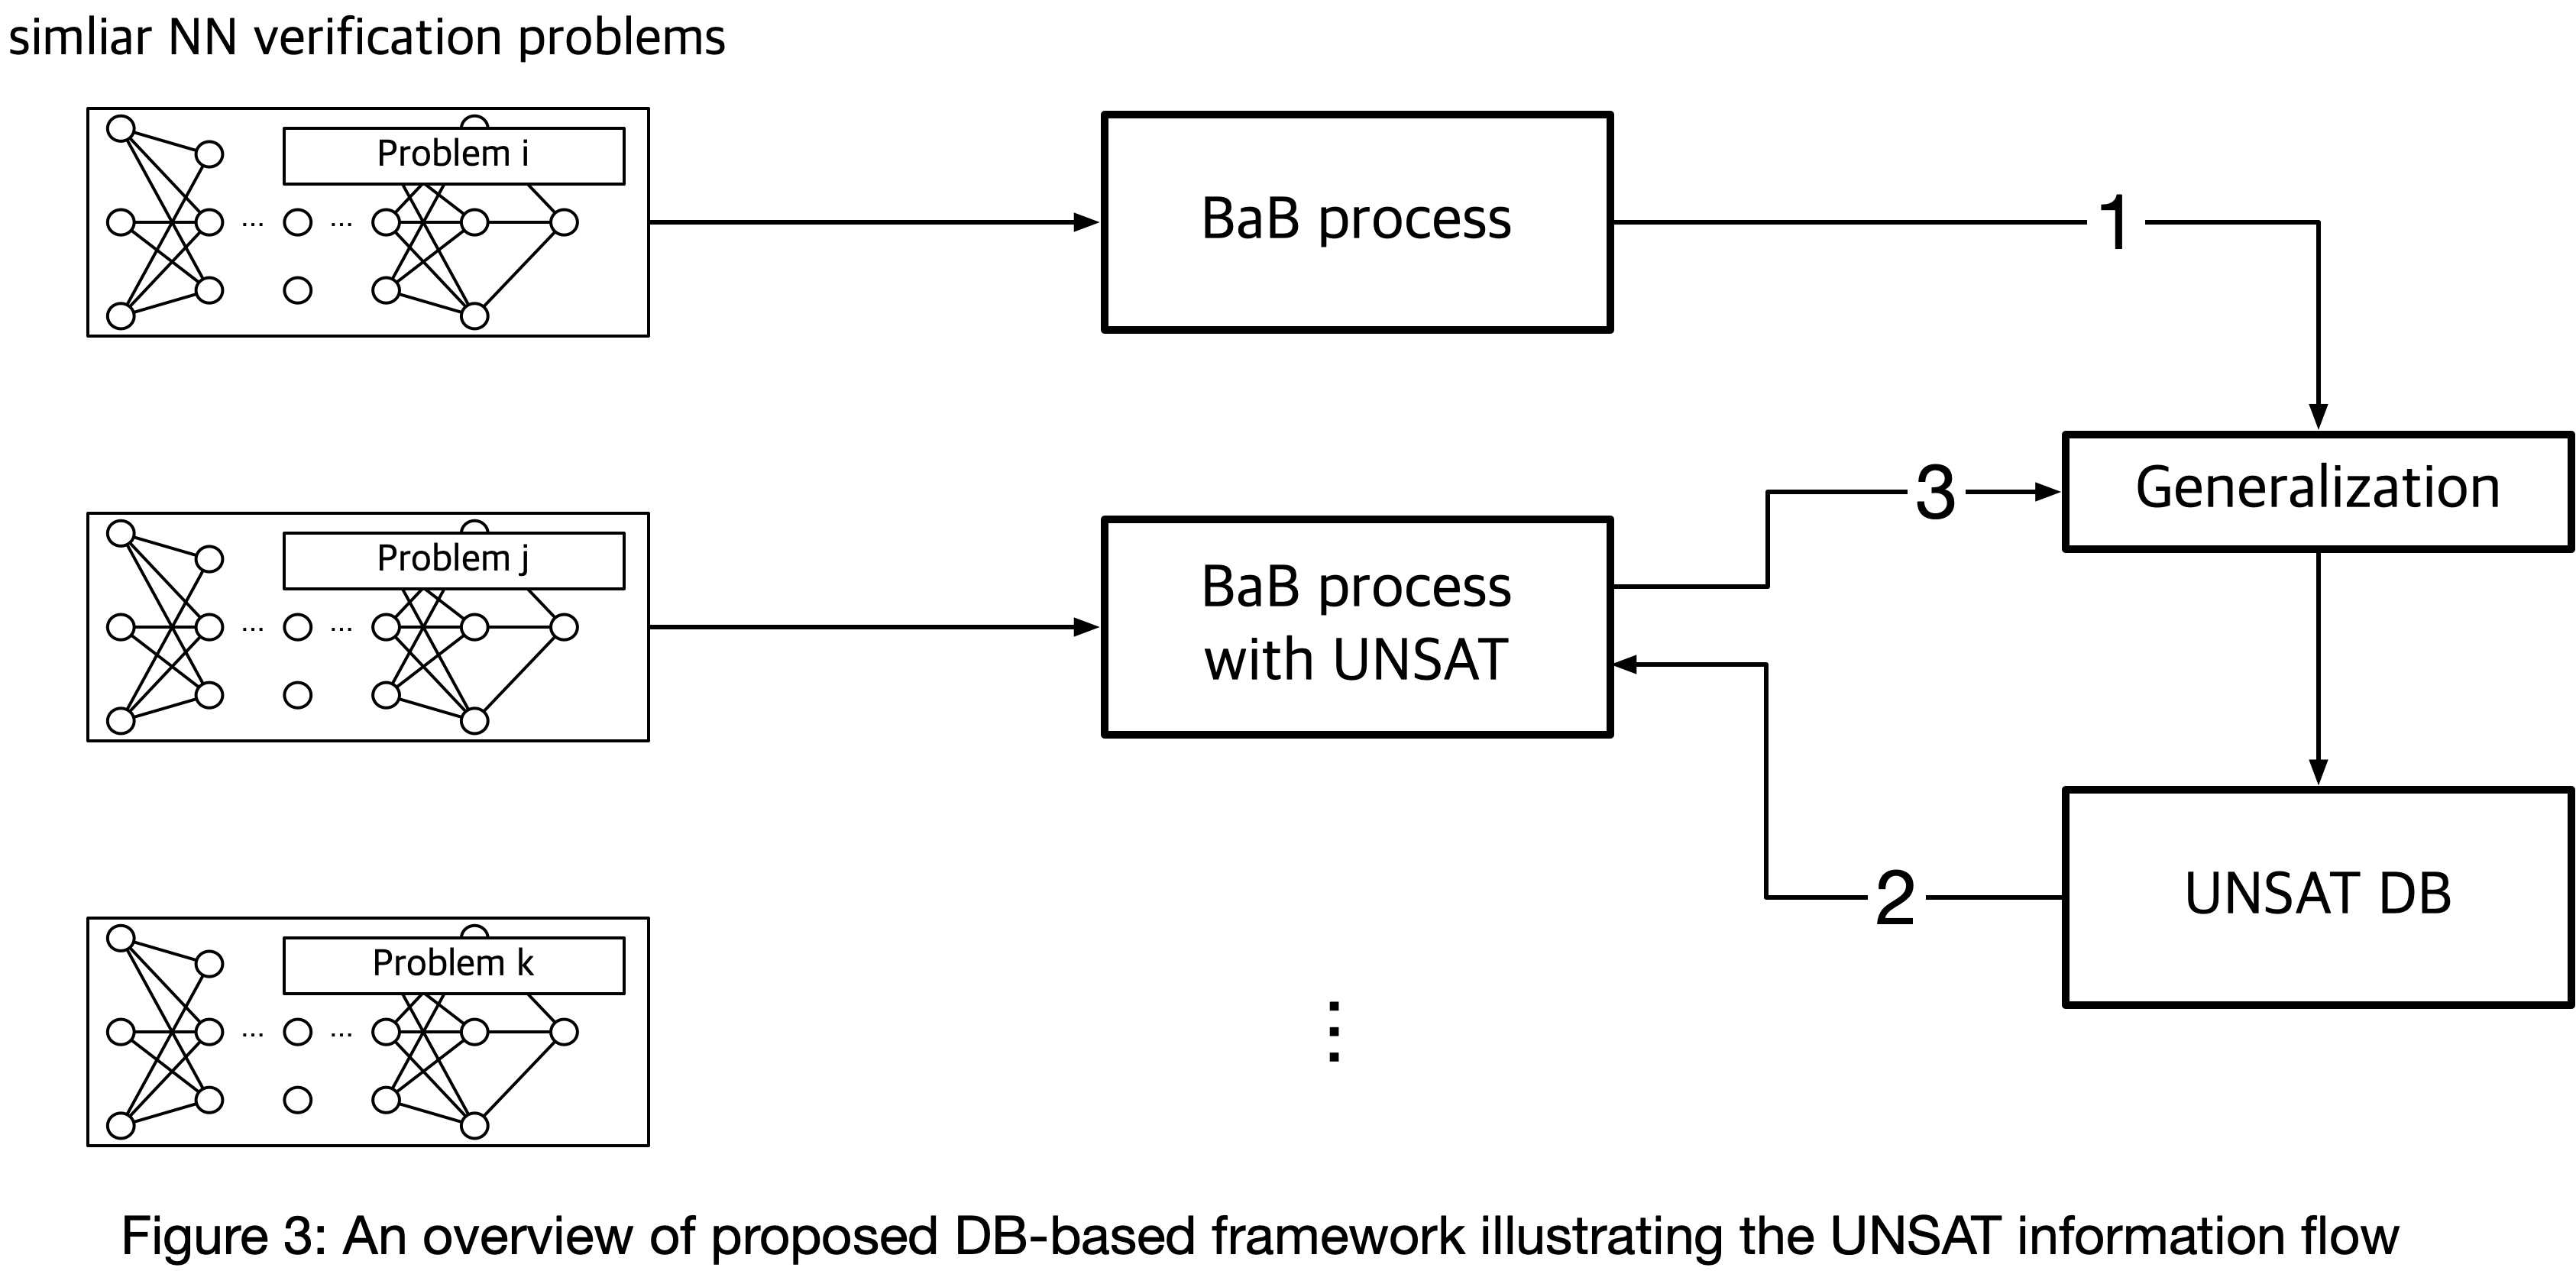 simliar NN verification problems
Problem i
BaB process
1
Generalization
3
Problem j
BaB process
with UNSAT
2
UNSAT DB
Problem k
Figure 3: An overview of proposed DB-based framework illustrating the UNSAT information flow